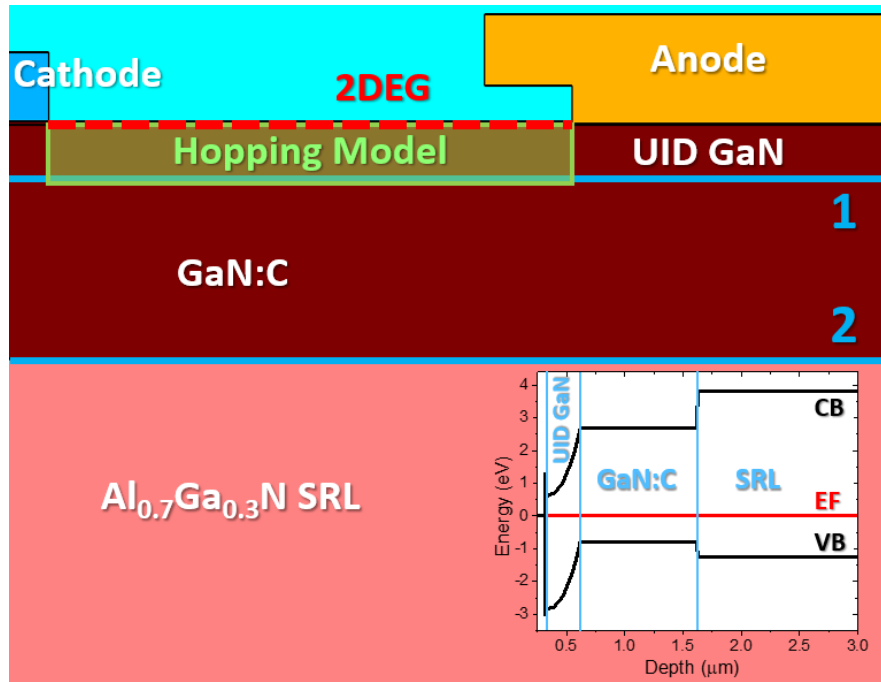 Cathode
Anode
2DEG
Hopping Model
UID GaN
1
GaN:C
2
Al0.7Ga0.3N SRL
4
3
2
1
0
-1
-2
-3
Energy (eV)
UID GaN
GaN:C
SRL
CB
EF
VB
0.5 1.0 1.5 2.0 2.5 3.0
Depth (μm)